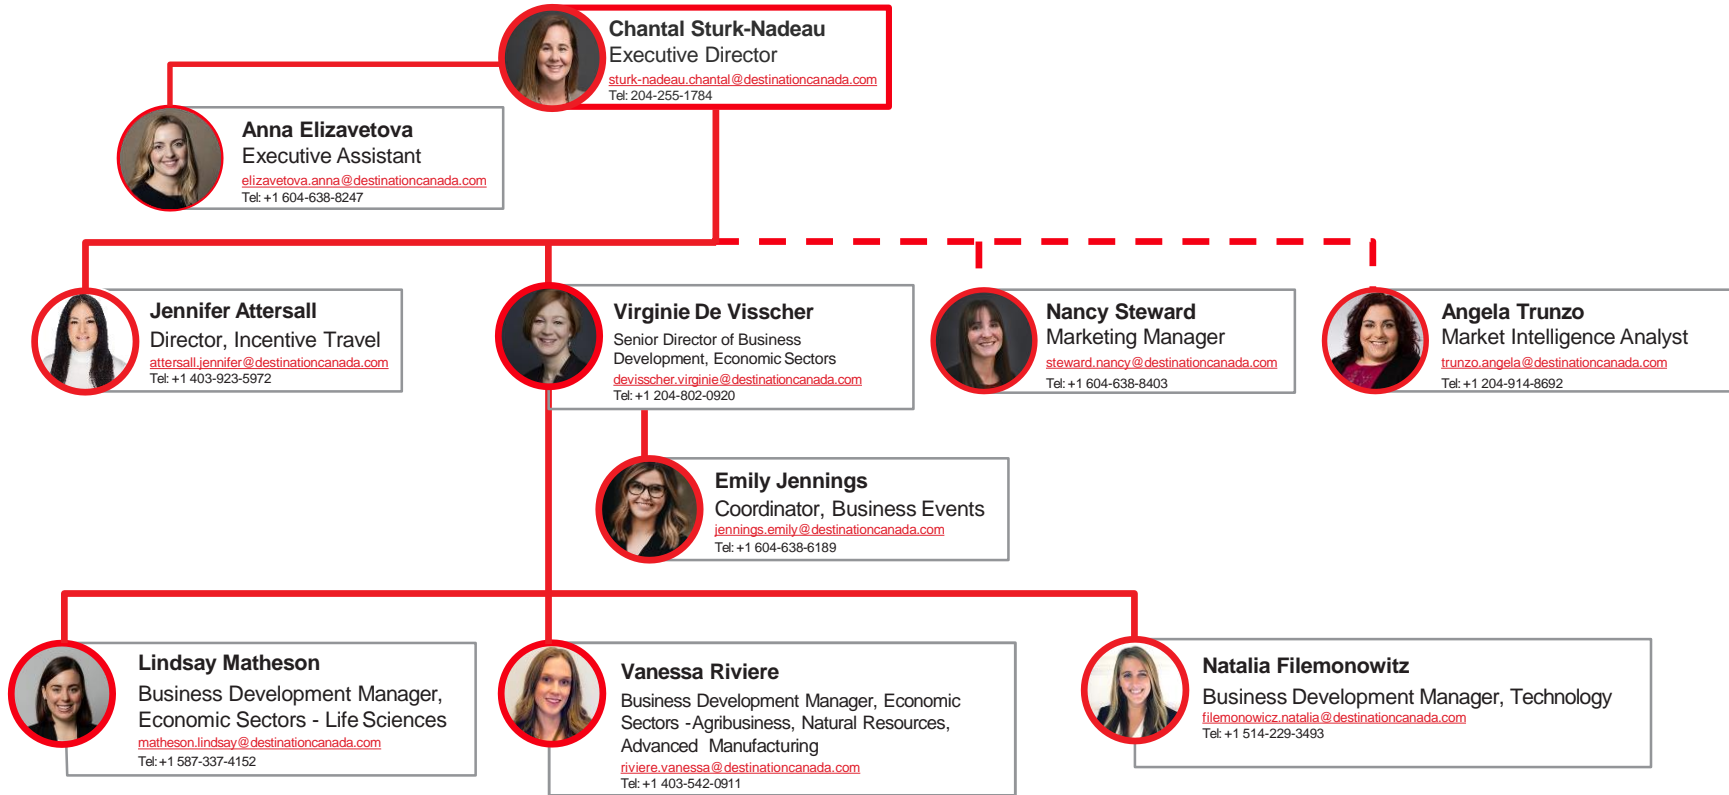 Chantal Sturk-Nadeau
Executive Director
sturk-nadeau.chantal@destinationcanada.com
Tel: 204-255-1784
Anna Elizavetova
Executive Assistant
elizavetova.anna@destinationcanada.com
Tel: +1 604-638-8247
Jennifer Attersall
Director, Incentive Travel
attersall.jennifer@destinationcanada.com
Tel: +1 403-923-5972
Virginie De Visscher
Senior Director of Business
Development, Economic Sectors
devisscher.virginie@destinationcanada.com
Tel: +1 204-802-0920
Nancy Steward
Marketing Manager
steward.nancy@destinationcanada.com
Tel: +1 604-638-8403
Angela Trunzo
Market Intelligence Analyst
trunzo.angela@destinationcanada.com
Tel: +1 204-914-8692
Emily Jennings
Coordinator, Business Events
jennings.emily@destinationcanada.com
Tel: +1 604-638-6189
Lindsay Matheson
Business Development Manager,
Economic Sectors - Life Sciences
matheson.lindsay@destinationcanada.com
Tel: +1 587-337-4152
Vanessa Riviere
Business Development Manager, Economic
Sectors -Agribusiness, Natural Resources,
Advanced Manufacturing
riviere.vanessa@destinationcanada.com
Tel: +1 403-542-0911
Natalia Filemonowitz
Business Development Manager, Technology
filemonowicz.natalia@destinationcanada.com
Tel: +1 514-229-3493